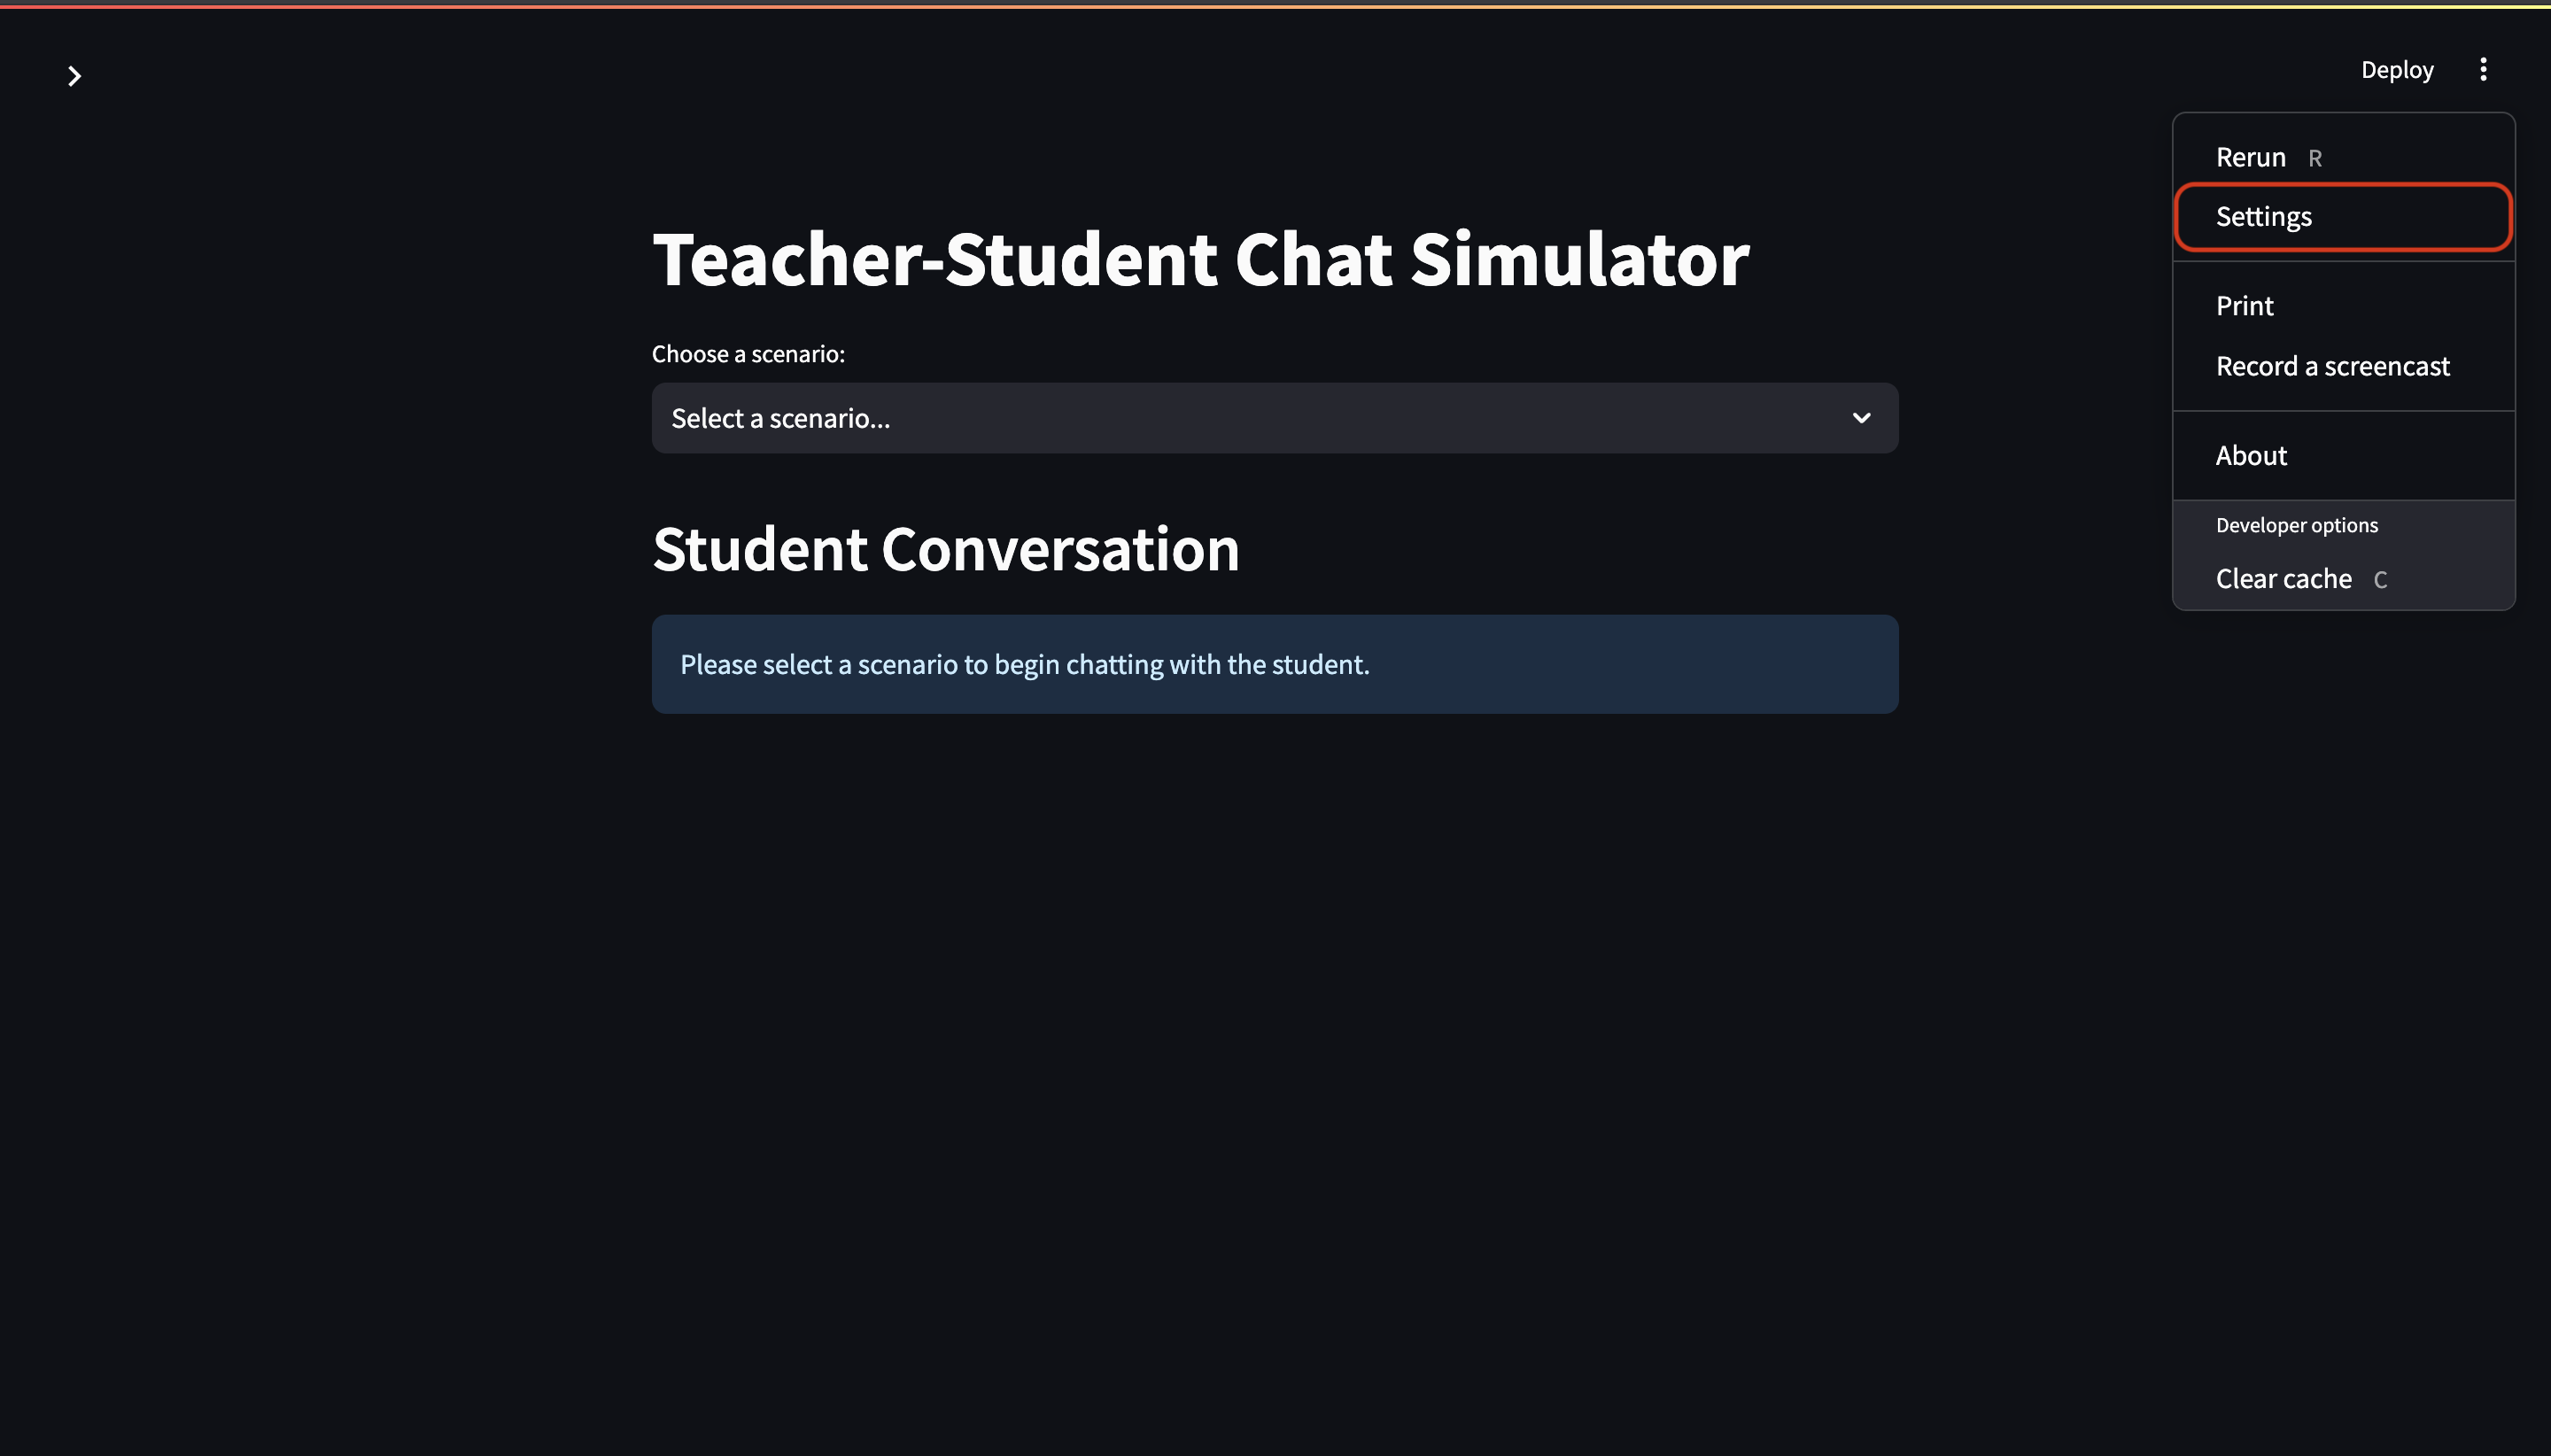 Deploy
Rerun R
Settings
Print
Record a screencast
About
Developer options
Clear cache C
Teacher-Student Chat Simulator
Choose a scenario:
Select a scenario...
Student Conversation
Please select a scenario to begin chatting with the student.